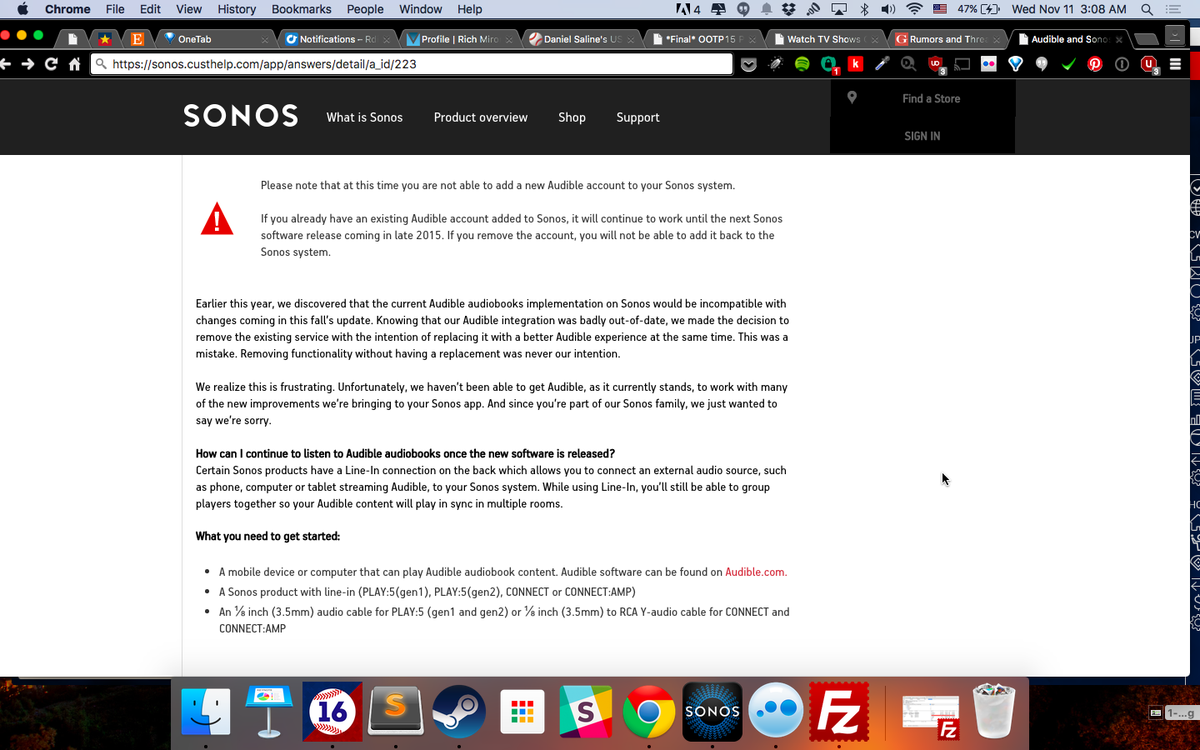 Chrome File Edit View History Bookmarks People Window Help 4 47% Wed Nov 11 3:08 AM
OneTab Notifications – Rd Profile | Rich Miro Daniel Saline's US *Final* OOTP15 P Watch TV Shows Rumors and Thre Audible and Sono
https://sonos.custhelp.com/app/answers/detail/a_id/223
SONOS What is Sonos Product overview Shop Support
Find a Store
SIGN IN
Please note that at this time you are not able to add a new Audible account to your Sonos system.
If you already have an existing Audible account added to Sonos, it will continue to work until the next Sonos
software release coming in late 2015. If you remove the account, you will not be able to add it back to the
Sonos system.
Earlier this year, we discovered that the current Audible audiobooks implementation on Sonos would be incompatible with
changes coming in this fall's update. Knowing that our Audible integration was badly out-of-date, we made the decision to
remove the existing service with the intention of replacing it with a better Audible experience at the same time. This was a
mistake. Removing functionality without having a replacement was never our intention.
We realize this is frustrating. Unfortunately, we haven't been able to get Audible, as it currently stands, to work with many
of the new improvements we're bringing to your Sonos app. And since you're part of our Sonos family, we just wanted to
say we're sorry.
How can I continue to listen to Audible audiobooks once the new software is released?
Certain Sonos products have a Line-In connection on the back which allows you to connect an external audio source, such
as phone, computer or tablet streaming Audible, to your Sonos system. While using Line-In, you'll still be able to group
players together so your Audible content will play in sync in multiple rooms.
What you need to get started:
• A mobile device or computer that can play Audible audiobook content. Audible software can be found on Audible.com.
• A Sonos product with line-in (PLAY:5(gen1), PLAY:5(gen2), CONNECT or CONNECT:AMP)
• An ⅛ inch (3.5mm) audio cable for PLAY:5 (gen1 and gen2) or ⅛ inch (3.5mm) to RCA Y-audio cable for CONNECT and
CONNECT:AMP
16 S S SONOS Fz Fz
1-...g